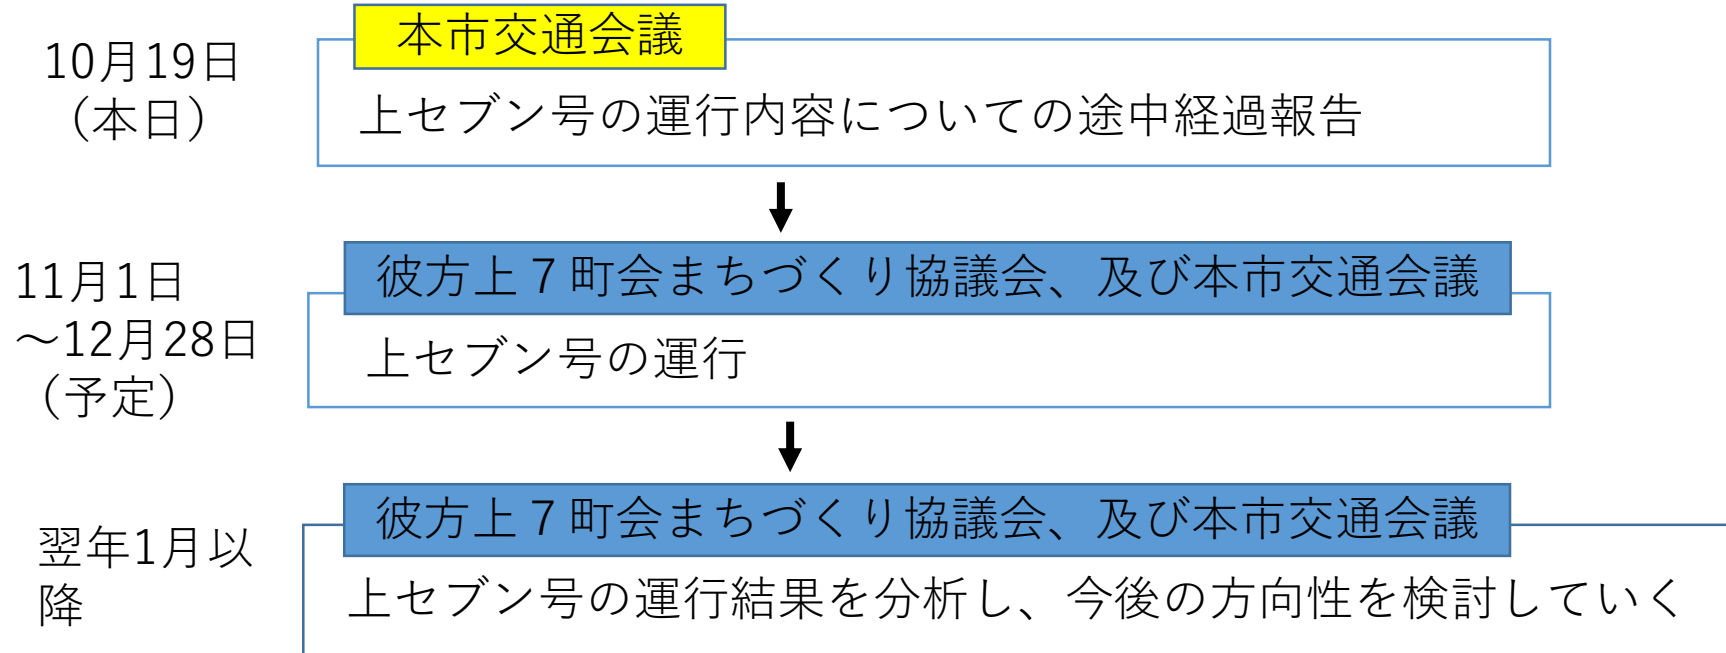 10月19日
（本日）
本市交通会議
上セブン号の運行内容についての途中経過報告
11月1日
～12月28日
（予定）
彼方上７町会まちづくり協議会、及び本市交通会議
上セブン号の運行
翌年1月以
降
彼方上７町会まちづくり協議会、及び本市交通会議
上セブン号の運行結果を分析し、今後の方向性を検討していく